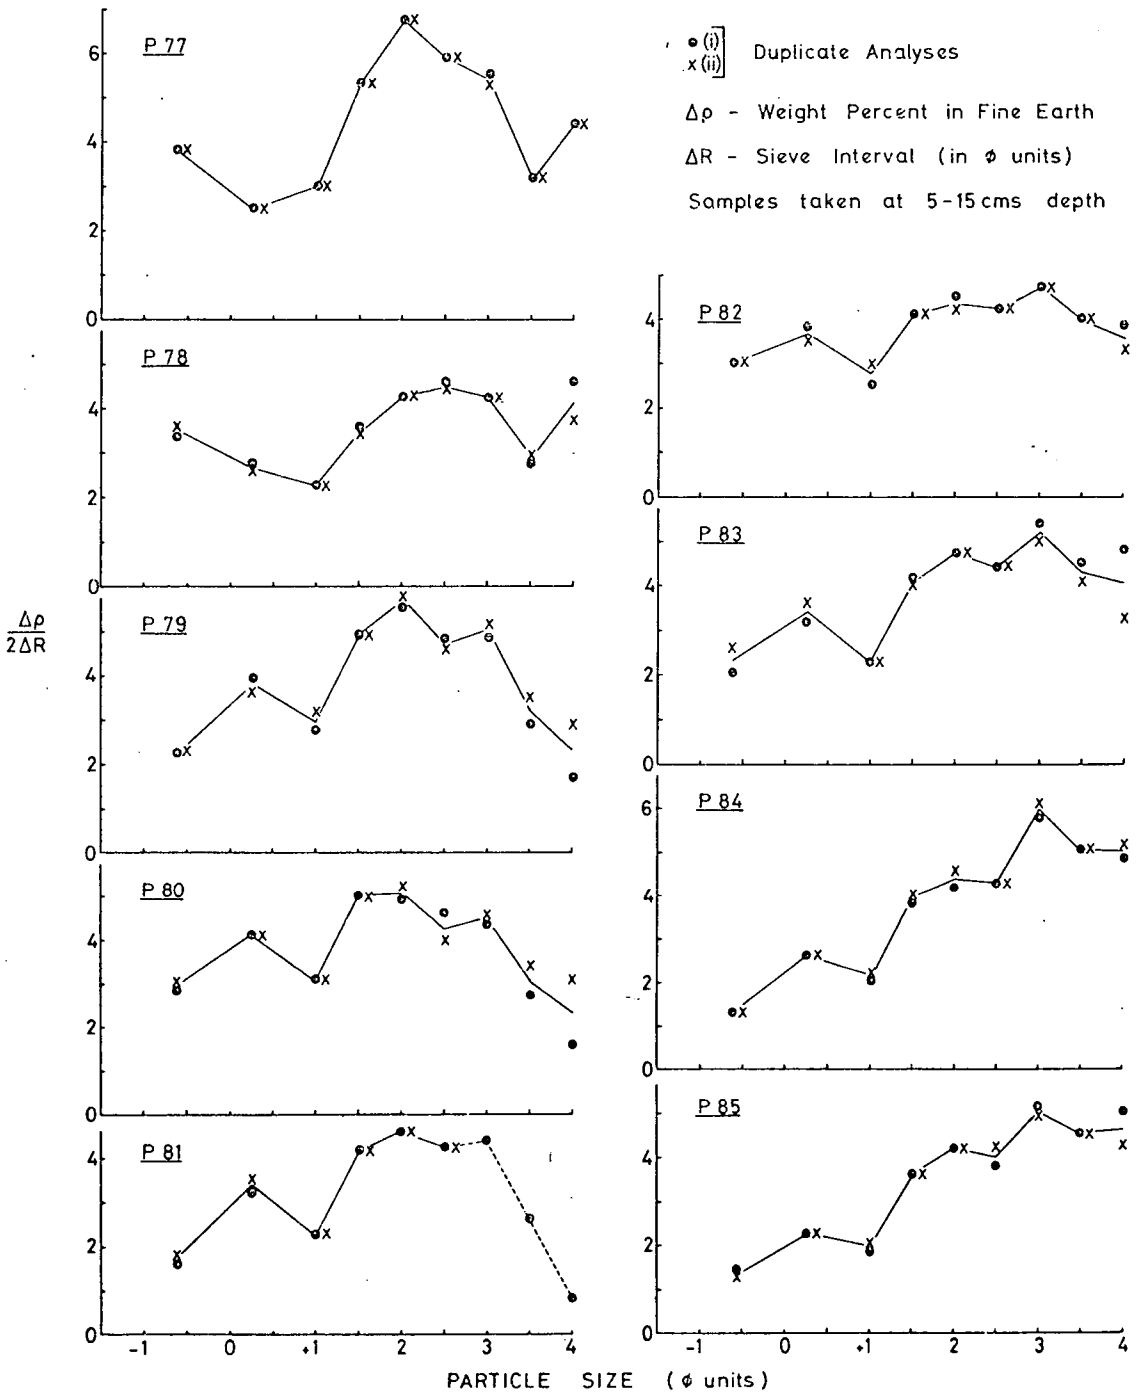 P 77
6
4
2
0
● (i)
x (ii)
Duplicate Analyses
Δρ - Weight Percent in Fine Earth
ΔR - Sieve Interval (in ϕ units)
Samples taken at 5-15 cms depth
P 78
4
2
0
Δρ
2ΔR
P 79
4
2
0
P 80
4
2
0
P 81
4
2
0
-1 0 +1 2 3 4
P 82
4
2
0
P 83
4
2
0
P 84
6
4
2
0
P 85
4
2
0
-1 0 +1 2 3 4
PARTICLE SIZE (ϕ units)